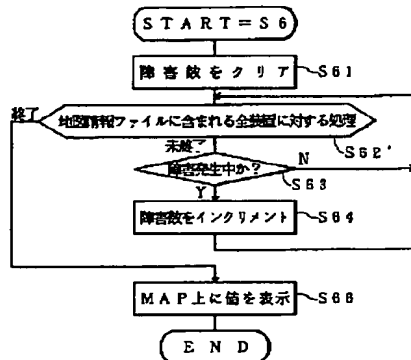 START=S6
障害数をクリア
S61
終了
地図情報ファイルに含まれる全装置に対する処理
S62'
未終了
障害発生中か?
N
S63
Y
障害数をインクリメント
S64
MAP上に値を表示
S66
END